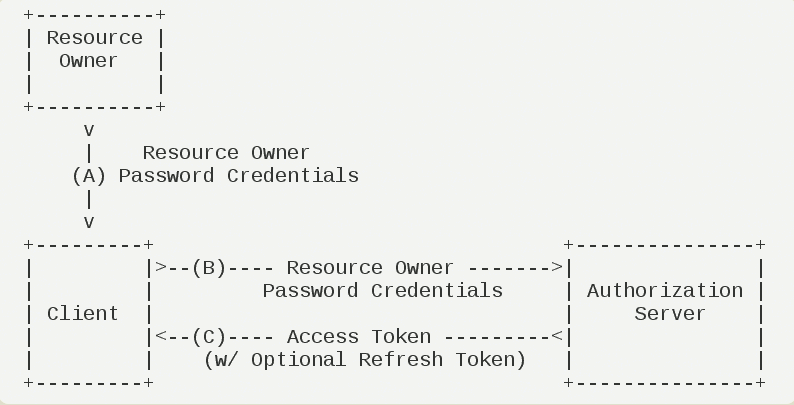 +----------+
| Resource |
|  Owner   |
|          |
+----------+
     v
     |    Resource Owner
    (A) Password Credentials
     |
     v
+---------+                                  +---------------+
|         |>--(B)---- Resource Owner ------->|               |
|         |         Password Credentials     | Authorization |
| Client  |                                  |     Server    |
|         |<--(C)---- Access Token ---------<|               |
|         |    (w/ Optional Refresh Token)   |               |
+---------+                                  +---------------+